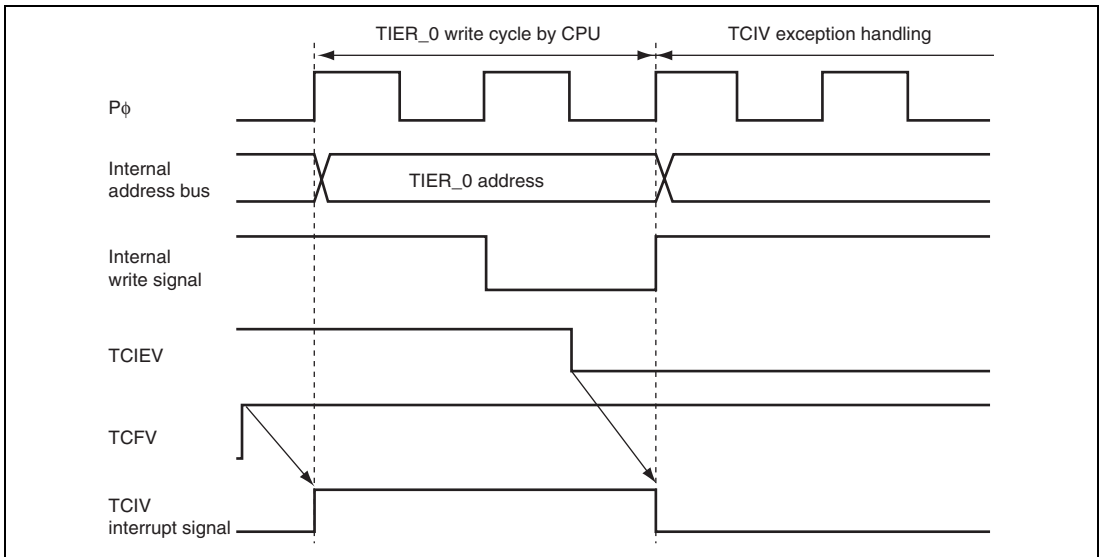 TIER_0 write cycle by CPU
TCIV exception handling
Pϕ
Internal
address bus
TIER_0 address
Internal
write signal
TCIEV
TCFV
TCIV
interrupt signal